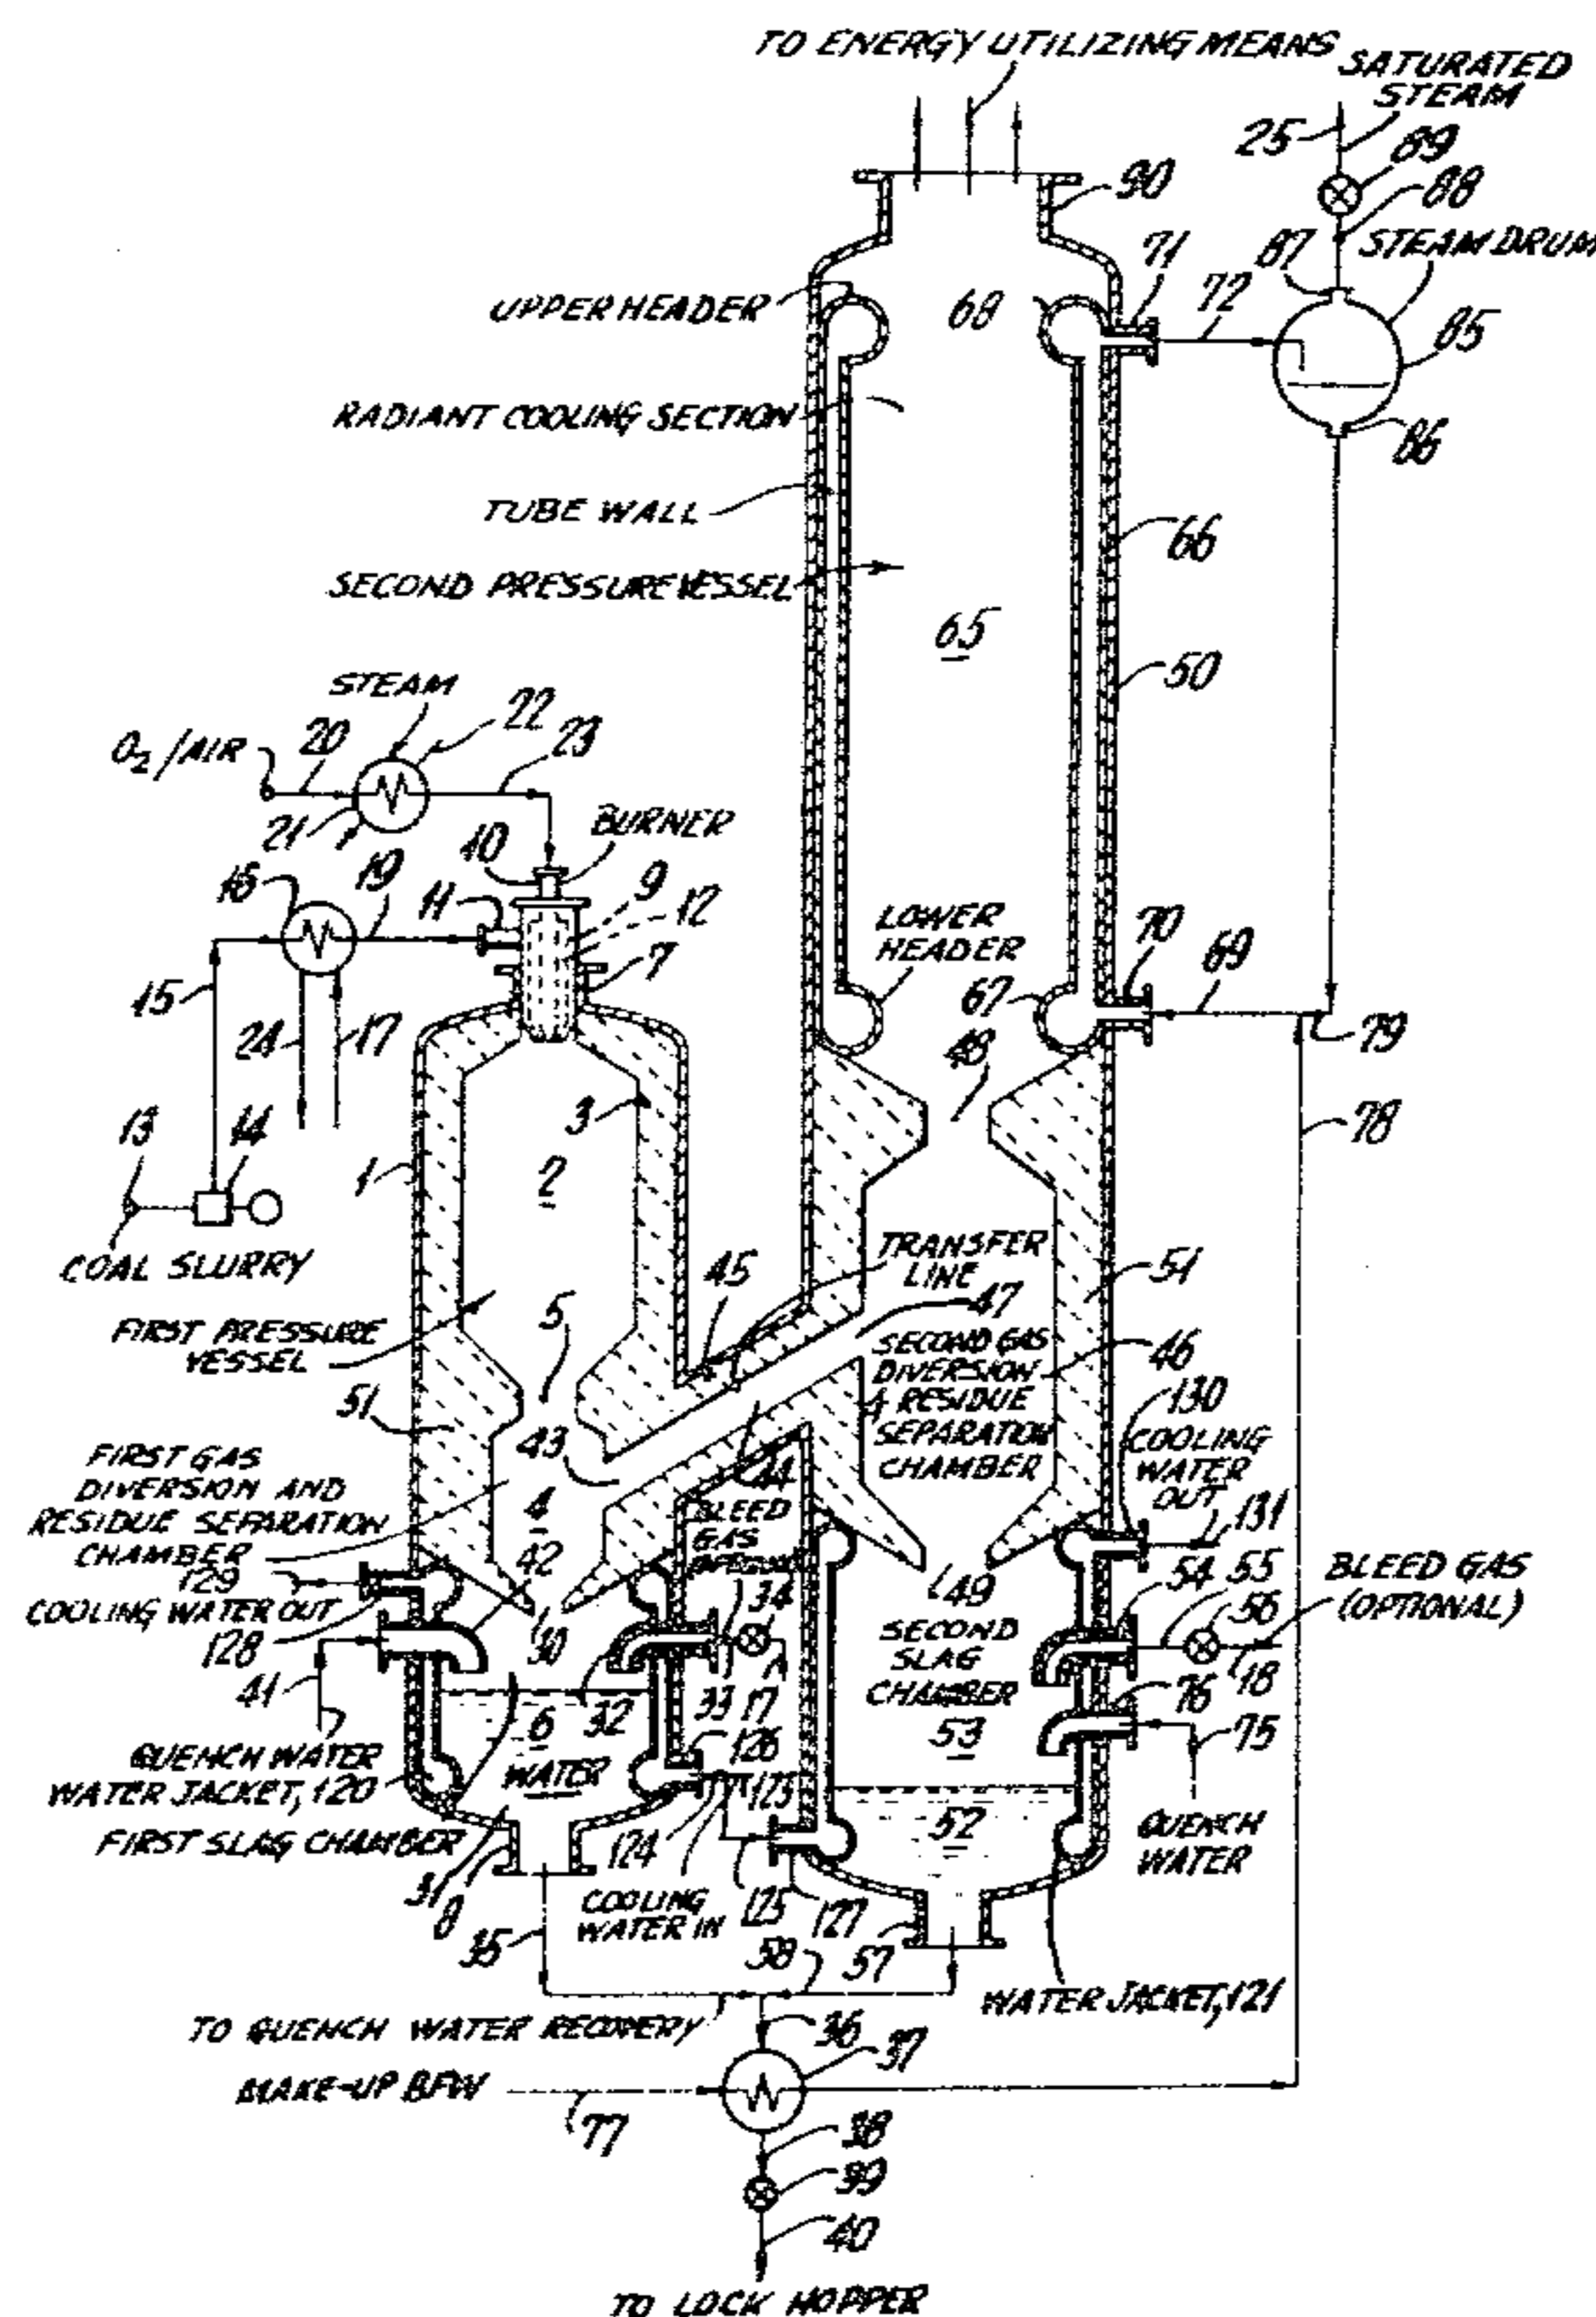 TO ENERGY UTILIZING MEANS
SATURATED
STEAM
25
89
88
90
STEAM DRUM
87
71
72
UPPER HEADER
68
85
RADIANT COOLING SECTION
86
TUBE WALL
66
SECOND PRESSURE VESSEL
65
50
STEAM
22
23
O2/AIR
20
21
10
BURNER
9
12
16
19
11
7
LOWER
HEADER
70
69
67
15
24
17
48
79
3
78
13
14
1
2
COAL SLURRY
45
TRANSFER
LINE
51
47
5
FIRST PRESSURE
VESSEL
SECOND GAS
DIVERSION
& RESIDUE
SEPARATION
CHAMBER
46
130
COOLING
WATER
OUT
51
43
44
FIRST GAS
DIVERSION AND
RESIDUE SEPARATION
CHAMBER
4
42
BLEED
GAS
131
129
COOLING WATER OUT
128
30
34
49
54
55
56
BLEED GAS
(OPTIONAL)
41
6
32
33
17
SECOND
SLAG
CHAMBER
53
76
18
75
QUENCH WATER
WATER JACKET, 120
WATER
126
123
FIRST SLAG CHAMBER
124
52
QUENCH
WATER
31
8
COOLING
WATER IN
125
127
35
58
57
WATER JACKET, 121
TO QUENCH WATER RECOVERY
36
37
MAKE-UP BFW
77
38
39
40
TO LOCK HOPPER